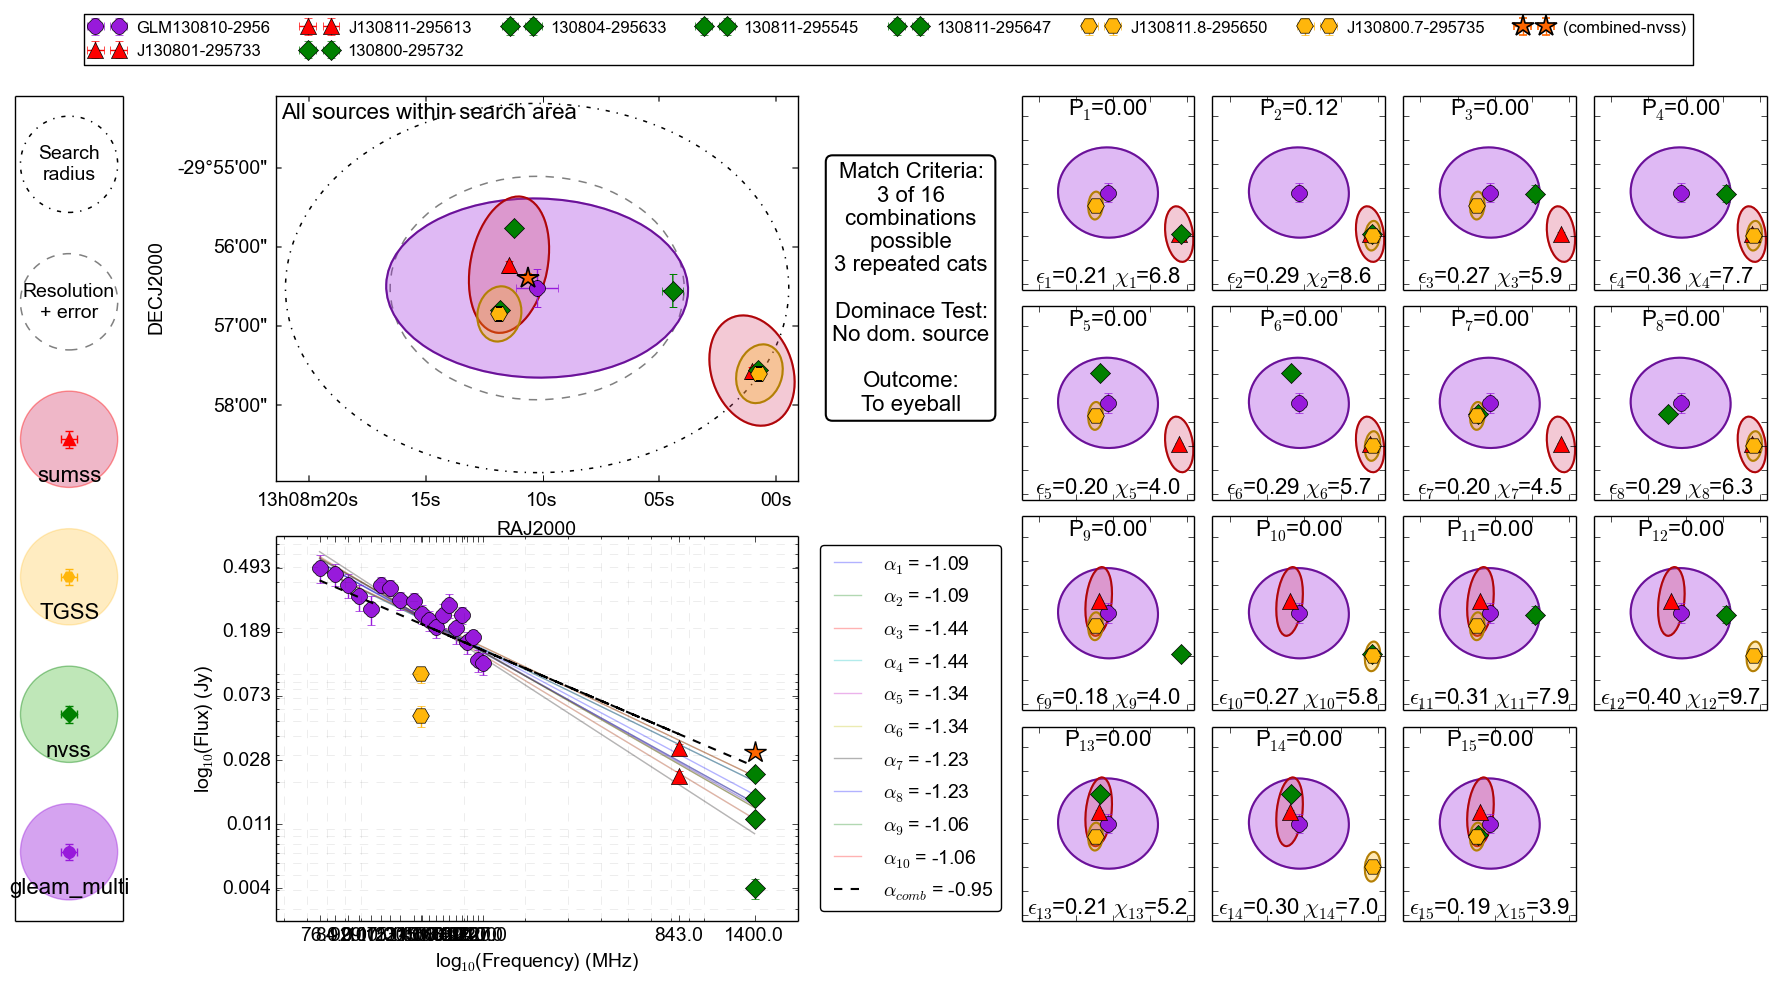 GLM130810-2956 J130811-295613 130804-295633 130811-295545 130811-295647 J130811.8-295650 J130800.7-295735 (combined-nvss)
J130801-295733 130800-295732
Search
radius
Resolution
+ error
sumss
TGSS
nvss
gleam_multi
All sources within search area
DECJ2000
-29°55'00"
56'00"
57'00"
58'00"
13h08m20s 15s 10s 05s 00s
RAJ2000
Match Criteria:
3 of 16
combinations
possible
3 repeated cats
Dominace Test:
No dom. source
Outcome:
To eyeball
log10(Flux) (Jy)
0.493
0.189
0.073
0.028
0.011
0.004
843.0 1400.0
log10(Frequency) (MHz)
α1 = -1.09
α2 = -1.09
α3 = -1.44
α4 = -1.44
α5 = -1.34
α6 = -1.34
α7 = -1.23
α8 = -1.23
α9 = -1.06
α10 = -1.06
αcomb = -0.95
P1=0.00 P2=0.12 P3=0.00 P4=0.00
ϵ1=0.21 χ1=6.8 ϵ2=0.29 χ2=8.6 ϵ3=0.27 χ3=5.9 ϵ4=0.36 χ4=7.7
P5=0.00 P6=0.00 P7=0.00 P8=0.00
ϵ5=0.20 χ5=4.0 ϵ6=0.29 χ6=5.7 ϵ7=0.20 χ7=4.5 ϵ8=0.29 χ8=6.3
P9=0.00 P10=0.00 P11=0.00 P12=0.00
ϵ9=0.18 χ9=4.0 ϵ10=0.27 χ10=5.8 ϵ11=0.31 χ11=7.9 ϵ12=0.40 χ12=9.7
P13=0.00 P14=0.00 P15=0.00
ϵ13=0.21 χ13=5.2 ϵ14=0.30 χ14=7.0 ϵ15=0.19 χ15=3.9